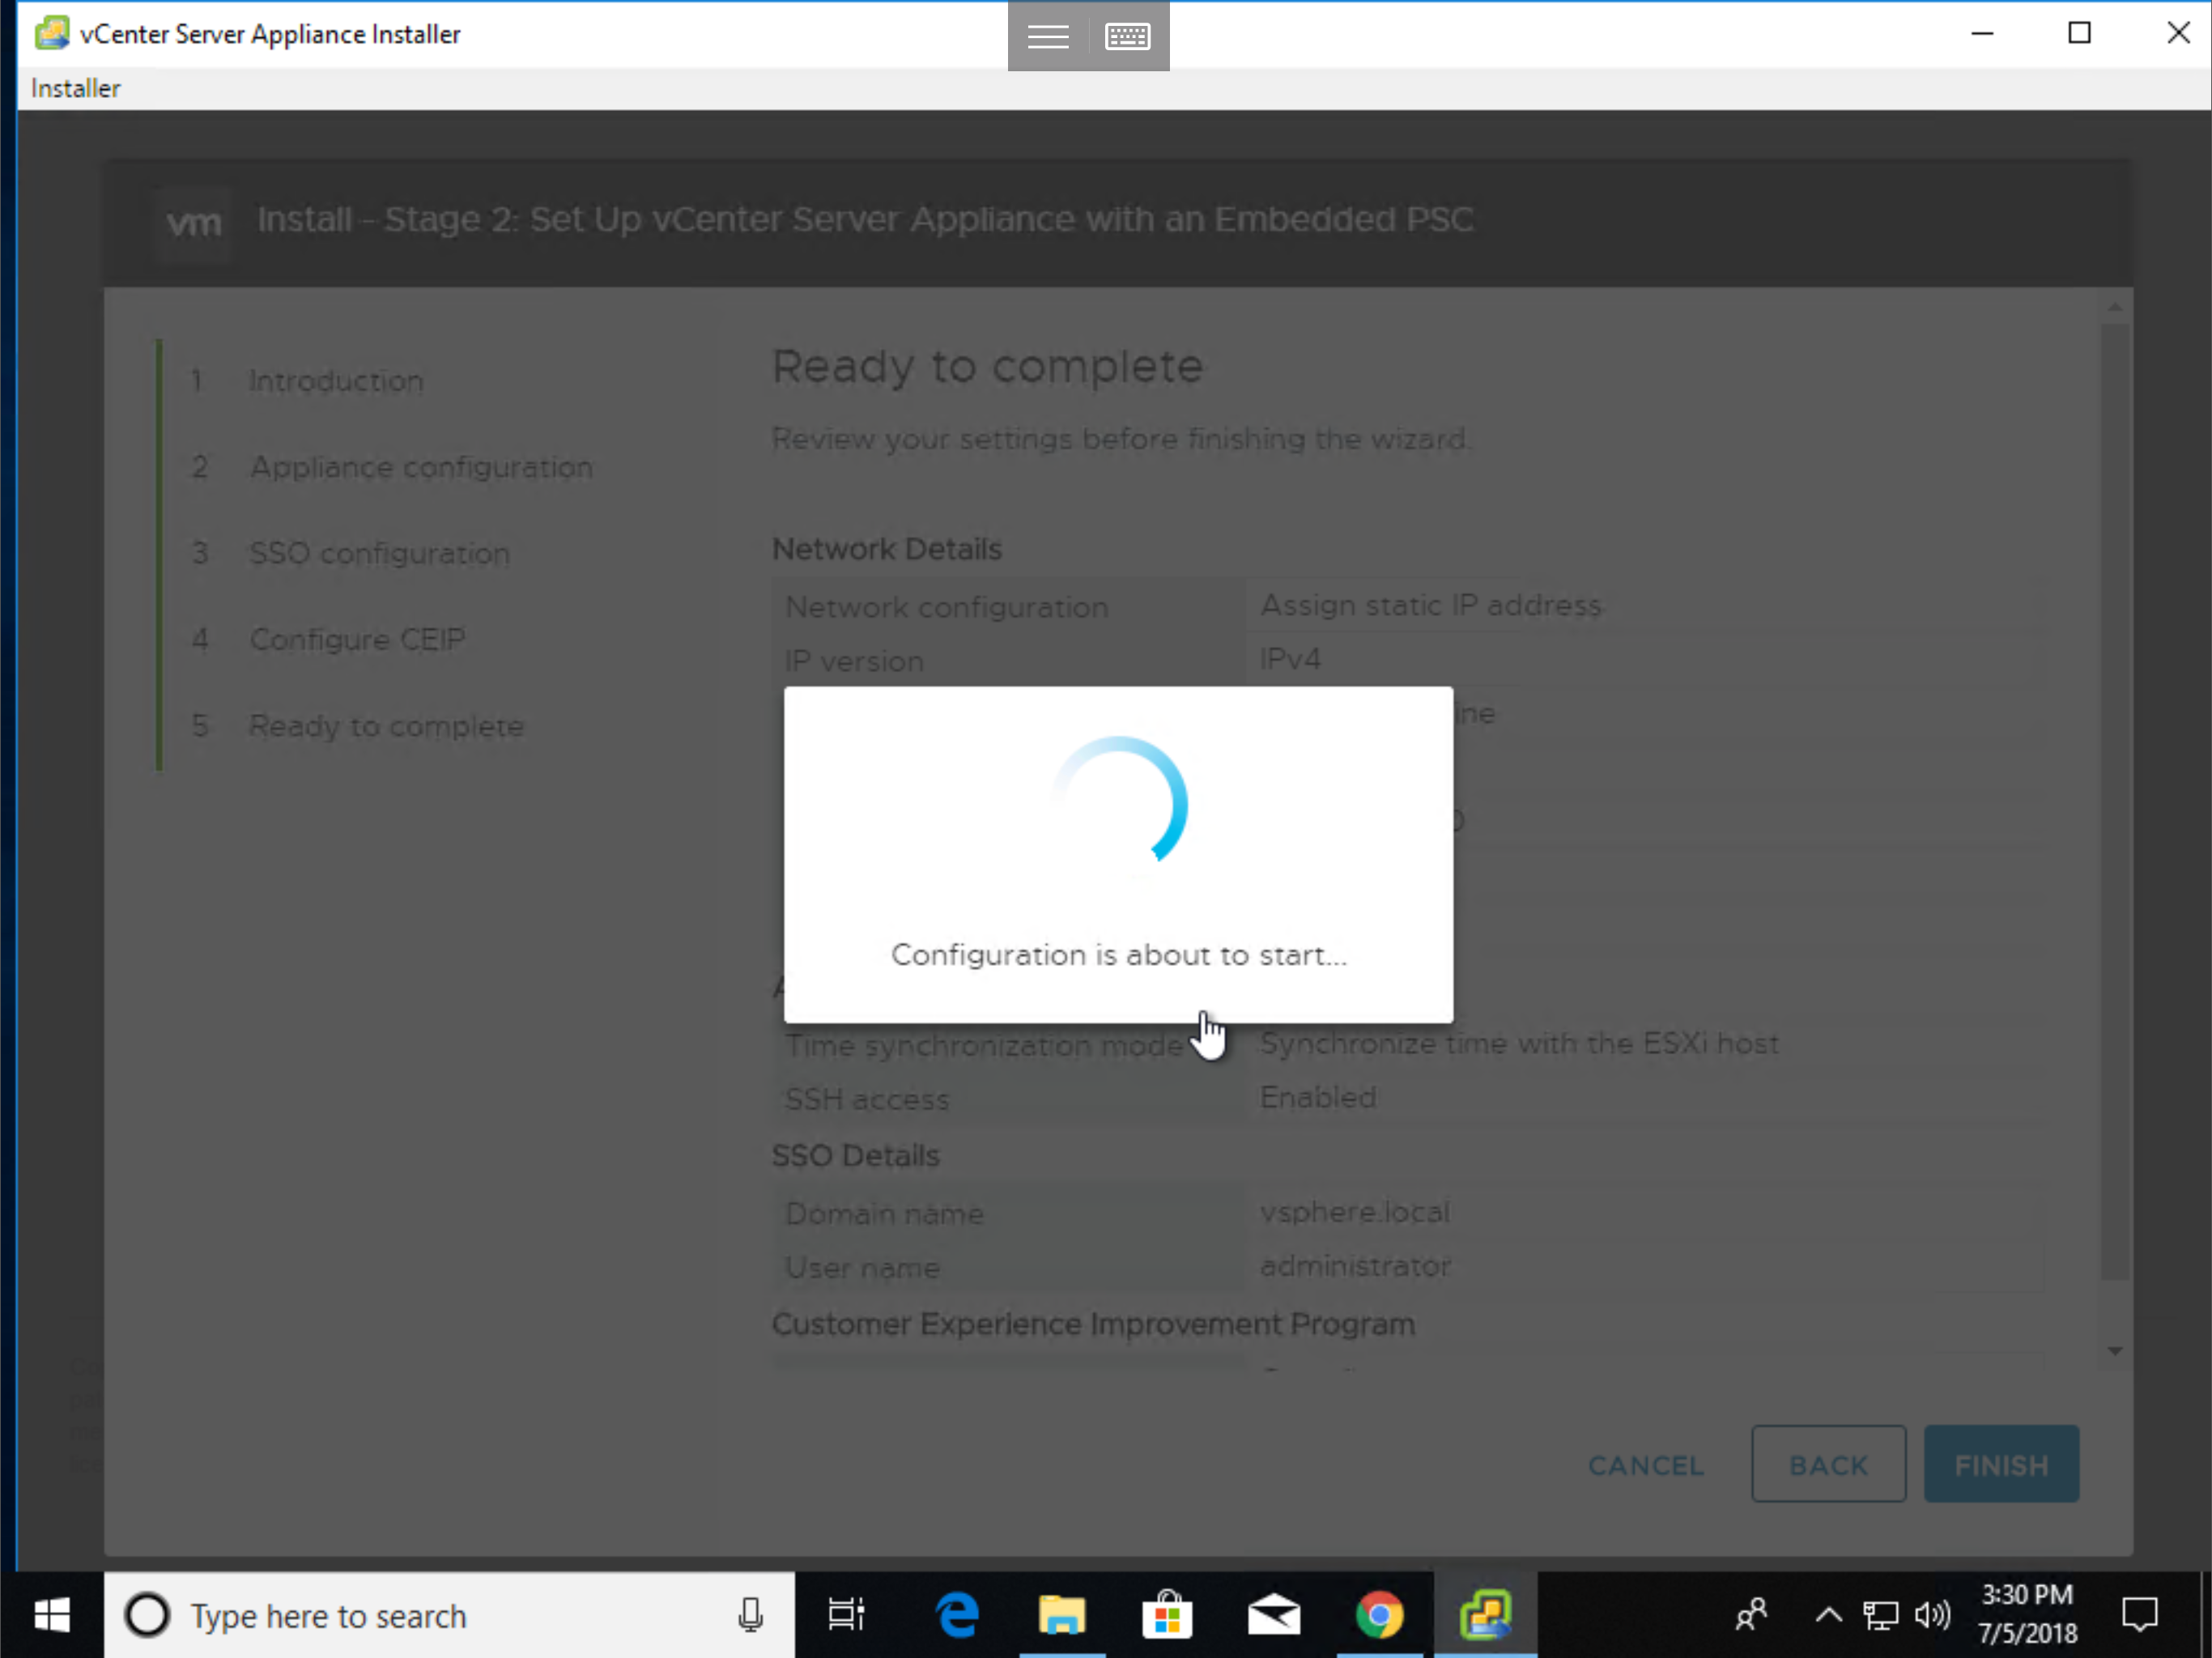 vCenter Server Appliance Installer
Installer
vm Install - Stage 2: Set Up vCenter Server Appliance with an Embedded PSC
1 Introduction
2 Appliance configuration
3 SSO configuration
4 Configure CEIP
5 Ready to complete
Ready to complete
Review your settings before finishing the wizard.
Network Details
Network configuration Assign static IP address
IP version IPv4
Configuration is about to start...
Time synchronization mode Synchronize time with the ESXi host
SSH access Enabled
SSO Details
Domain name vsphere.local
User name administrator
Customer Experience Improvement Program
CANCEL BACK FINISH
Type here to search
3:30 PM
7/5/2018